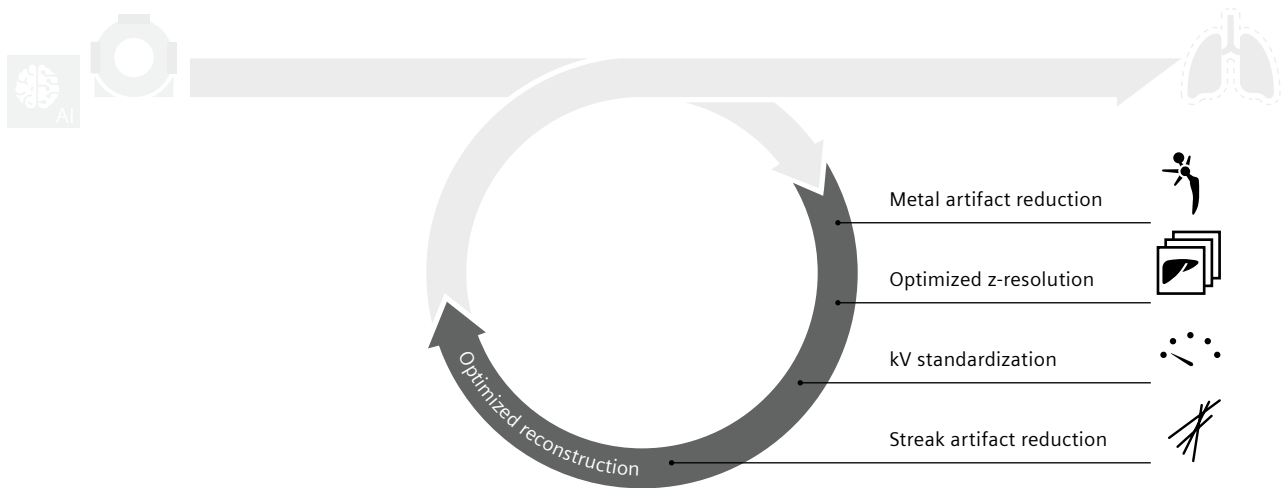 AI
Metal artifact reduction
Optimized z-resolution
kV standardization
Streak artifact reduction
Optimized reconstruction